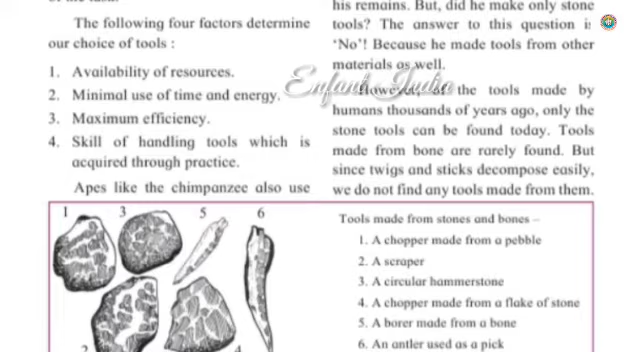 The following four factors determine
our choice of tools :
1. Availability of resources.
2. Minimal use of time and energy.
3. Maximum efficiency.
4. Skill of handling tools which is
acquired through practice.
Apes like the chimpanzee also use
his remains. But, did he make only stone
tools? The answer to this question is
‘No’! Because he made tools from other
materials as well.
However, of the tools made by
humans thousands of years ago, only the
stone tools can be found today. Tools
made from bone are rarely found. But
since twigs and sticks decompose easily,
we do not find any tools made from them.
Enfant India
1
3
5
6
2
4
Tools made from stones and bones –
1. A chopper made from a pebble
2. A scraper
3. A circular hammerstone
4. A chopper made from a flake of stone
5. A borer made from a bone
6. An antler used as a pick